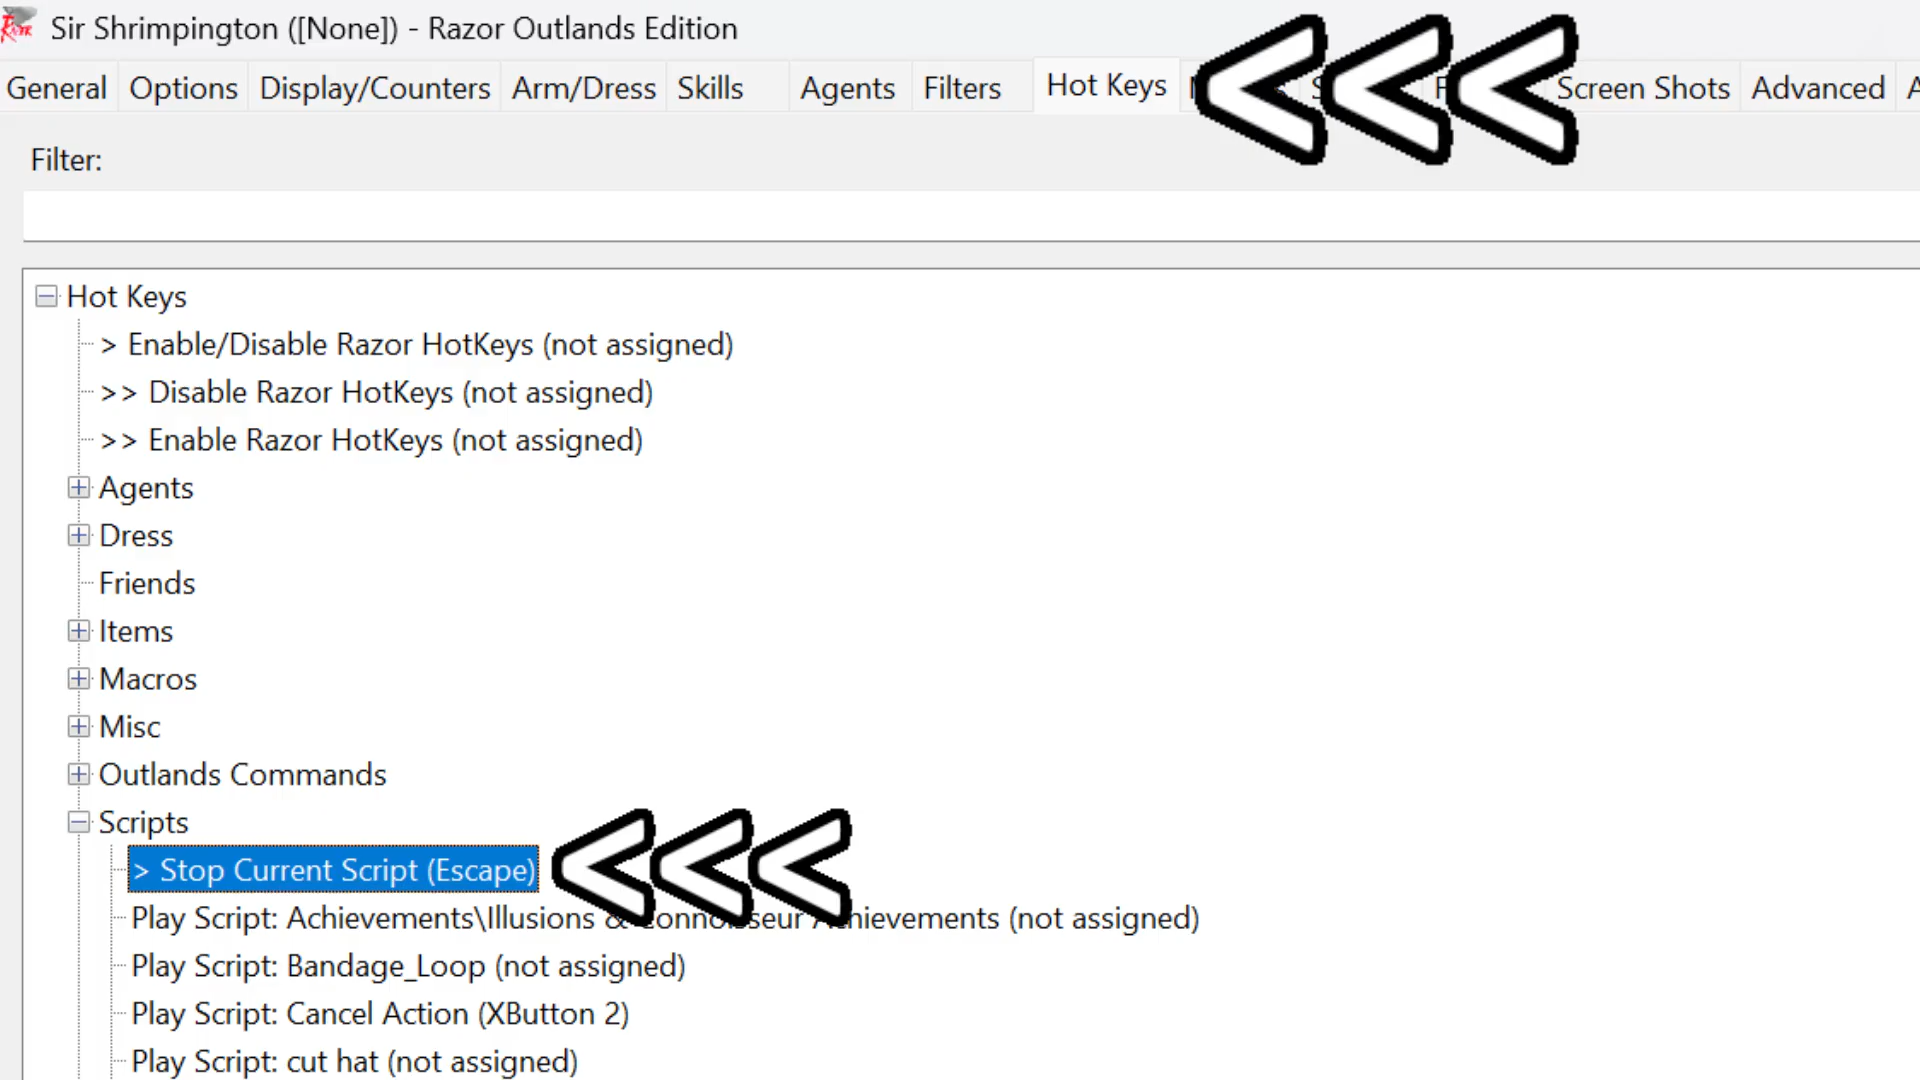 Sir Shrimpington ([None]) - Razor Outlands Edition
General Options Display/Counters Arm/Dress Skills Agents Filters Hot Keys Screen Shots Advanced
Filter:
Hot Keys
> Enable/Disable Razor HotKeys (not assigned)
>> Disable Razor HotKeys (not assigned)
>> Enable Razor HotKeys (not assigned)
Agents
Dress
Friends
Items
Macros
Misc
Outlands Commands
Scripts
> Stop Current Script (Escape)
Play Script: Achievements\Illusions & Connoisseur Achievements (not assigned)
Play Script: Bandage_Loop (not assigned)
Play Script: Cancel Action (XButton 2)
Play Script: cut hat (not assigned)